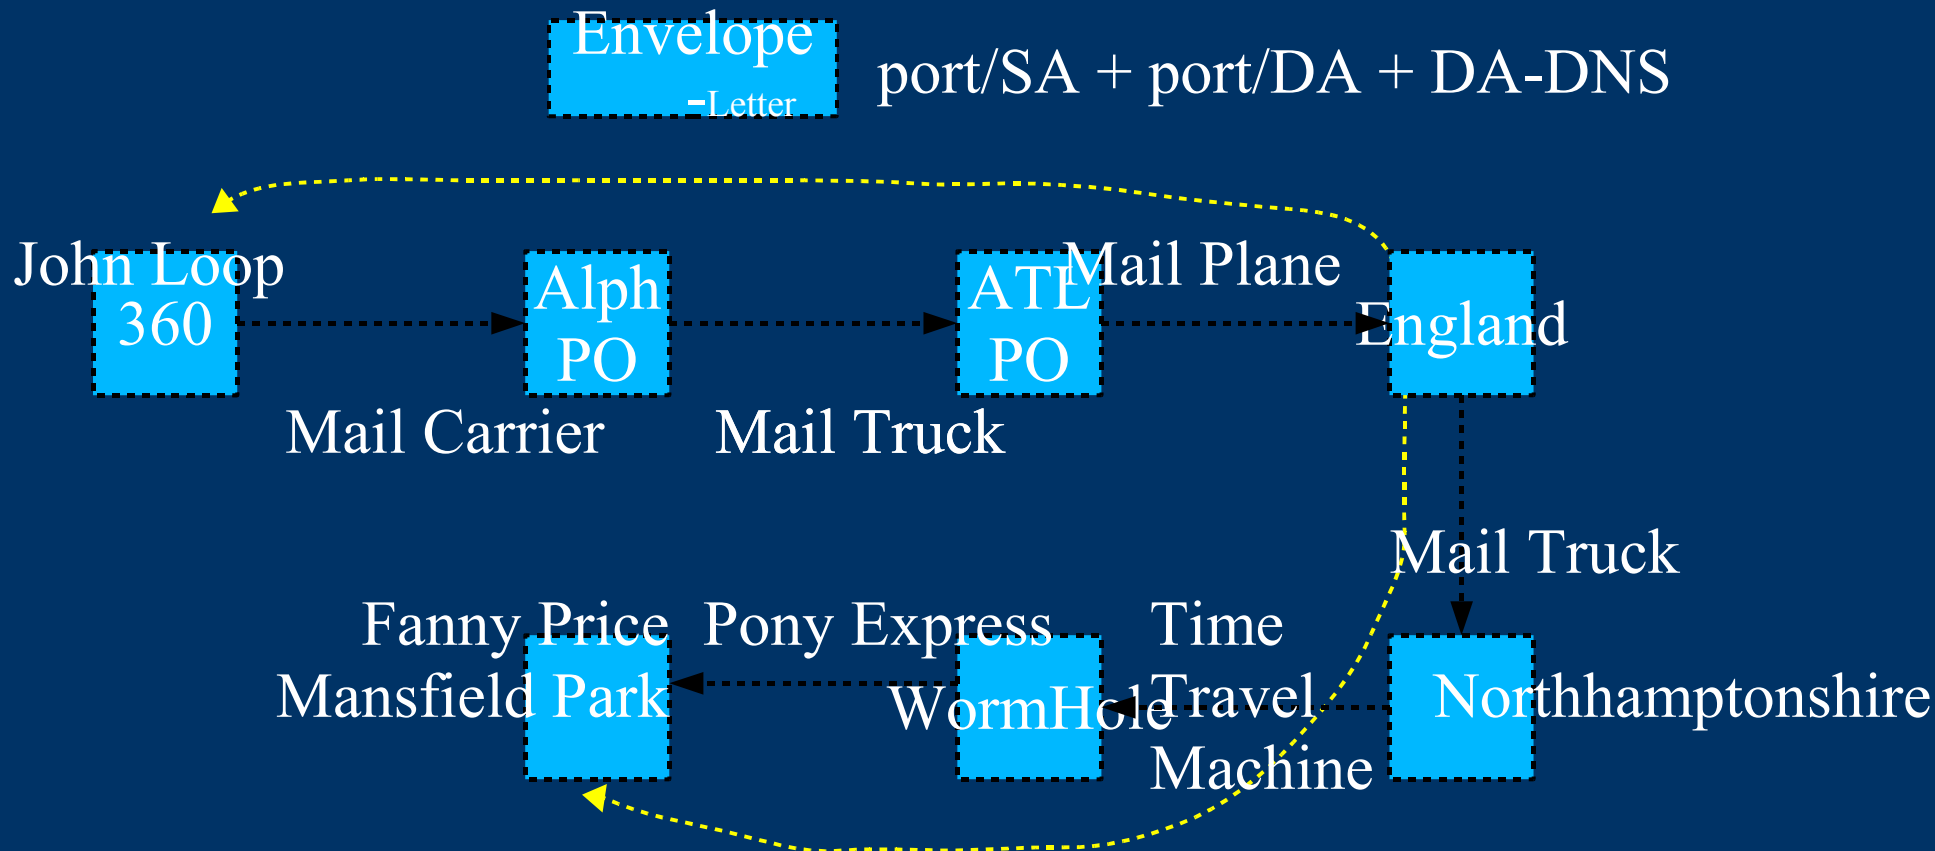 Envelope
-Letter
port/SA + port/DA + DA-DNS
John Loop
360
Mail Carrier
Alph
PO
Mail Truck
ATL
PO
Mail Plane
England
Mail Truck
Northhamptonshire
Time
Travel
Machine
WormHole
Pony Express
Fanny Price
Mansfield Park